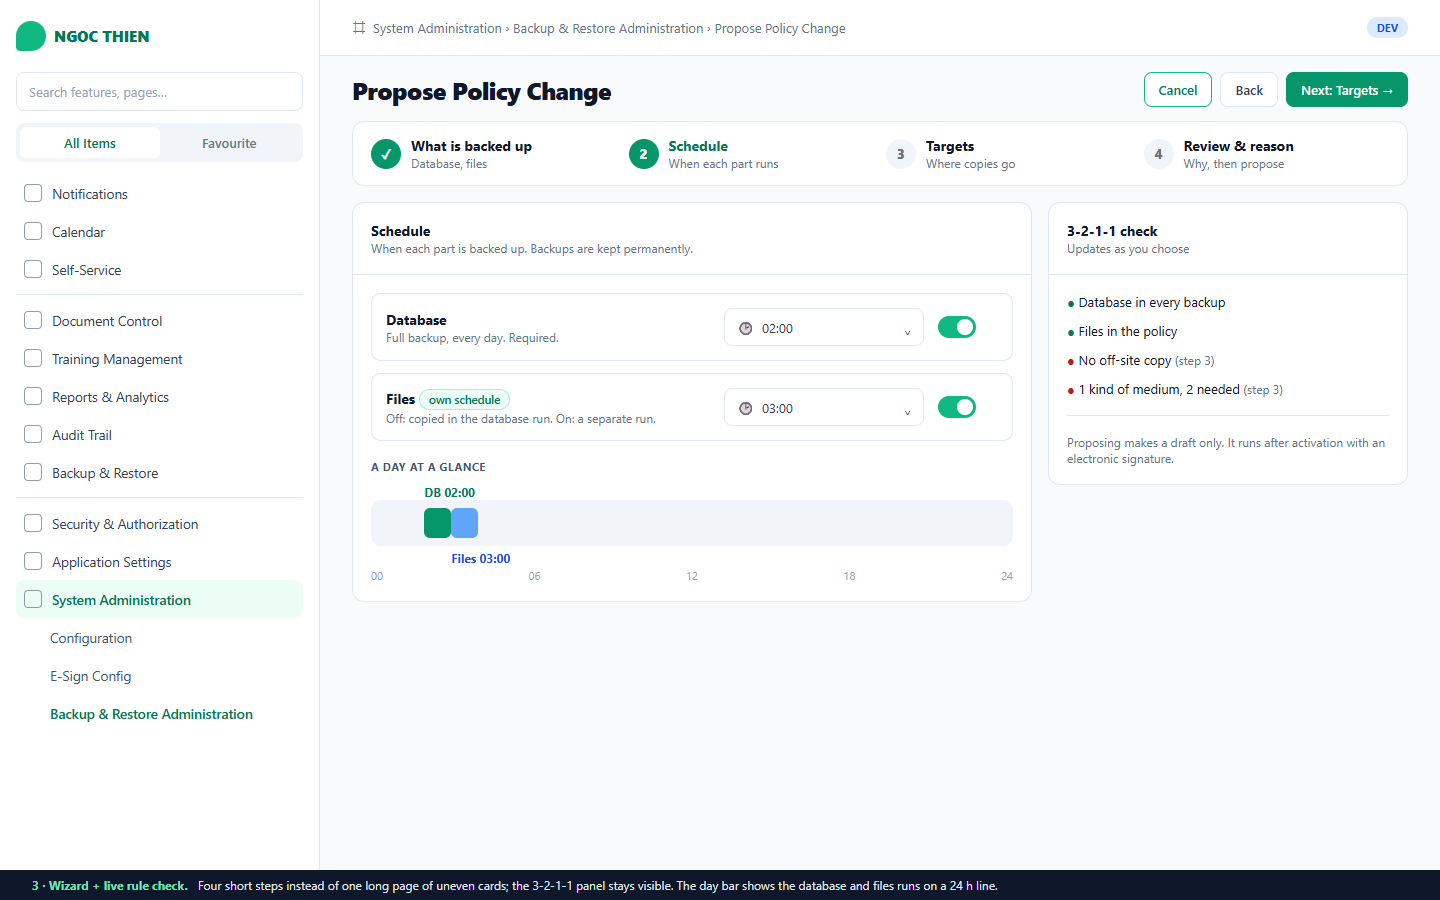 NGOC THIEN
Search features, pages...
All Items
Favourite
Notifications
Calendar
Self-Service
Document Control
Training Management
Reports & Analytics
Audit Trail
Backup & Restore
Security & Authorization
Application Settings
System Administration
Configuration
E-Sign Config
Backup & Restore Administration
System Administration › Backup & Restore Administration › Propose Policy Change
DEV
Propose Policy Change
Cancel
Back
Next: Targets →
✓
What is backed up
Database, files
2
Schedule
When each part runs
3
Targets
Where copies go
4
Review & reason
Why, then propose
Schedule
When each part is backed up. Backups are kept permanently.
Database
Full backup, every day. Required.
02:00
Files own schedule
Off: copied in the database run. On: a separate run.
03:00
A DAY AT A GLANCE
DB 02:00
Files 03:00
00 06 12 18 24
3-2-1-1 check
Updates as you choose
● Database in every backup
● Files in the policy
● No off-site copy (step 3)
● 1 kind of medium, 2 needed (step 3)
Proposing makes a draft only. It runs after activation with an
electronic signature.
3 · Wizard + live rule check. Four short steps instead of one long page of uneven cards; the 3-2-1-1 panel stays visible. The day bar shows the database and files runs on a 24 h line.